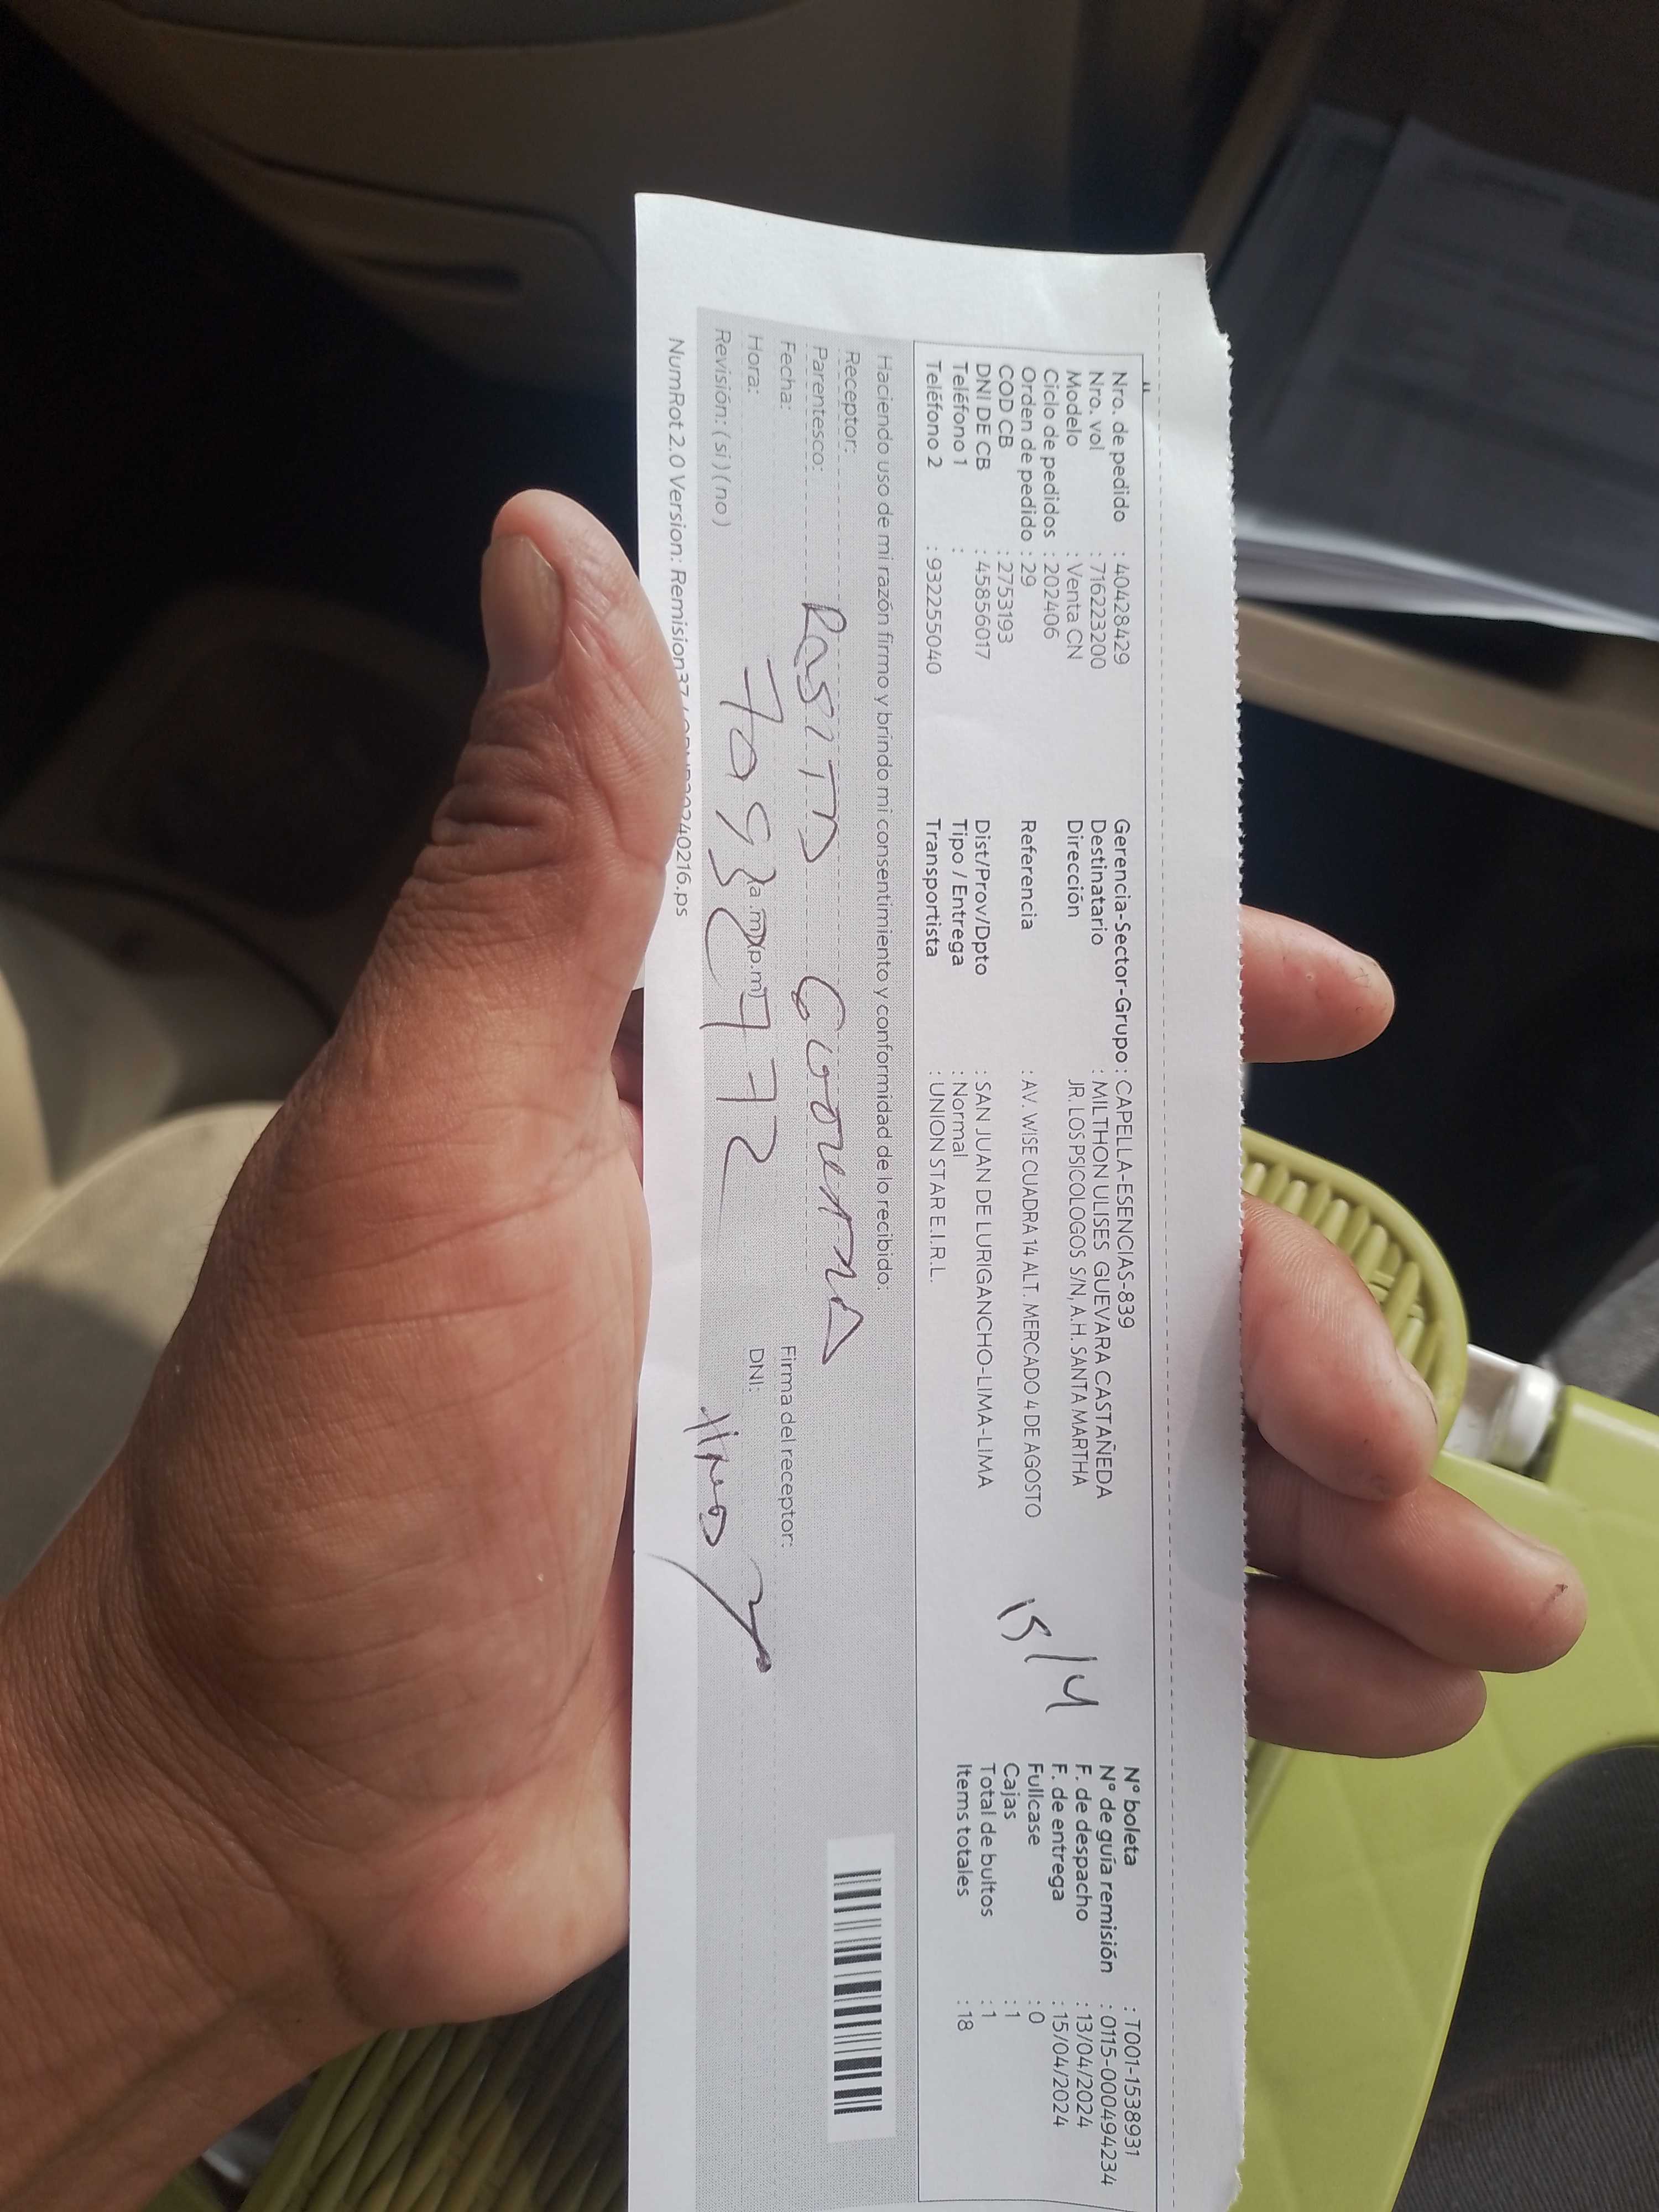 Nro. de pedido : 40428429
Nro. vol : 716223200
Modelo : Venta CN
Ciclo de pedidos : 202406
Orden de pedido : 29
COD CB : 2753193
DNI DE CB : 45856017
Teléfono 1 :
Teléfono 2 : 932255040
Gerencia-Sector-Grupo : CAPELLA-ESENCIAS-839
Destinatario : MILTHON ULISES GUEVARA CASTAÑEDA
Dirección JR. LOS PSICOLOGOS S/N, A.H. SANTA MARTHA
Referencia : AV. WISE CUADRA 14 ALT. MERCADO 4 DE AGOSTO
Dist/Prov/Dpto : SAN JUAN DE LURIGANCHO-LIMA-LIMA
Tipo / Entrega : Normal
Transportista : UNION STAR E.I.R.L.
15/4
N° boleta : T001-1538931
N° de guía remisión : 0115-000494234
F. de despacho : 13/04/2024
F. de entrega : 15/04/2024
Fullcase : 0
Cajas : 1
Total de bultos : 1
Items totales : 18
Haciendo uso de mi razón firmo y brindo mi consentimiento y conformidad de lo recibido:
Receptor:
Parentesco:
Fecha:
Hora: (a.m)(p.m)
Revisión: (si) (no)
Firma del receptor:
DNI:
NumRot 2.0 Version: Remision37
40216.ps